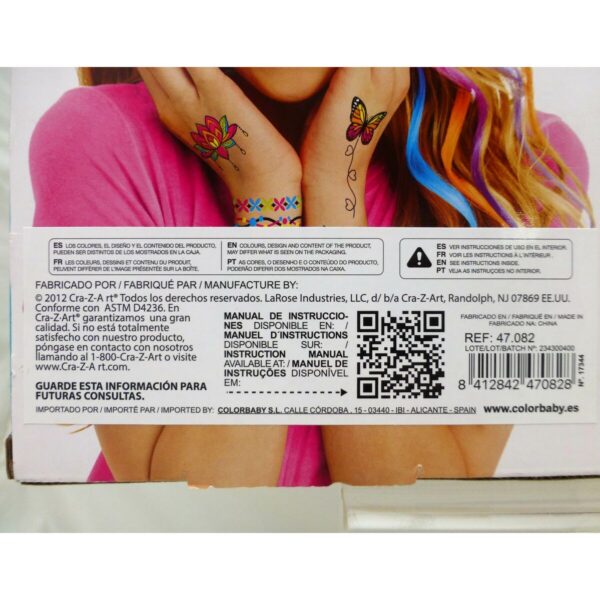 ES LOS COLORES, EL DISEÑO Y EL CONTENIDO DEL PRODUCTO,
PUEDEN SER DISTINTOS DE LOS MOSTRADOS EN LA CAJA.
FR LES COULEURS, DESSINS ET CONTENU DU PRODUIT,
PEUVENT DIFFÉRER DE L'IMAGE PRÉSENTÉE SUR LA BOÎTE.
EN COLOURS, DESIGN AND CONTENT OF THE PRODUCT,
MAY DIFFER WHAT IS SEEN ON THE PACKAGING.
PT AS CORES, O DESENHO E O CONTEÚDO DO PRODUCTO,
PODERÃO DIFERIR DOS MOSTRADOS NA CAIXA.
ES VER INSTRUCCIONES DE USO EN EL INTERIOR.
FR VOIR LES INSTRUCTIONS À L'INTÉRIEUR.
EN SEE INSTRUCTIONS INSIDE.
PT VEJA AS INSTRUÇÕES NO INTERIOR.
FABRICADO POR / FABRIQUÉ PAR / MANUFACTURE BY:
© 2012 Cra-Z-A rt® Todos los derechos reservados. LaRose Industries, LLC, d/ b/a Cra-Z-Art, Randolph, NJ 07869 EE.UU.
Conforme con ASTM D4236. En
Cra-Z-Art® garantizamos una gran
calidad. Si no está totalmente
satisfecho con nuestro producto,
póngase en contacto con nosotros
llamando al 1-800-Cra-Z-Art o visite
www.Cra-Z-A rt.com.
GUARDE ESTA INFORMACIÓN PARA
FUTURAS CONSULTAS.
MANUAL DE INSTRUCCIO-
NES DISPONIBLE EN: /
MANUEL D´INSTRUCTIONS
DISPONIBLE SUR: /
INSTRUCTION MANUAL
AVAILABLE AT: / MANUEL DE
INSTRUÇÕES DISPONÍVEL
EM:
FABRICADO EN / FABRIQUÉ EN / MADE IN /
FABRICADO NA: CHINA
REF: 47.082
LOTE/LOT/BATCH Nº: 234300400
8 412842 470828
Nº 17344
IMPORTADO POR / IMPORTÉ PAR / IMPORTED BY: COLORBABY S.L. CALLE CÓRDOBA , 15 - 03440 - IBI - ALICANTE - SPAIN
www.colorbaby.es